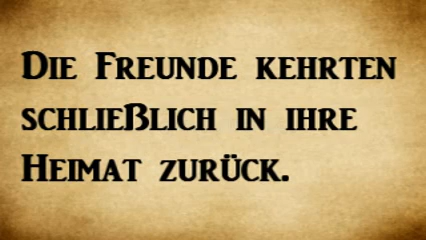 Die Freunde kehrten
schließlich in ihre
Heimat zurück.